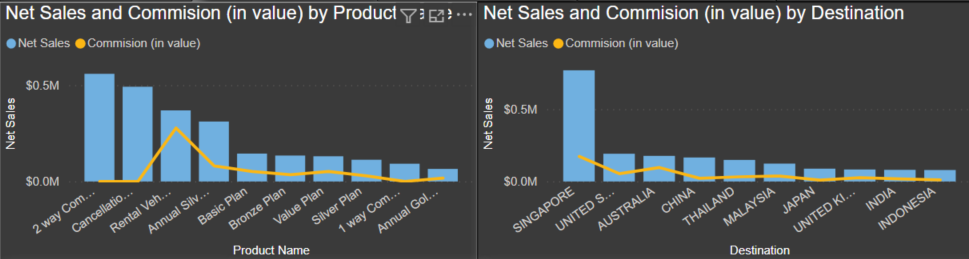 Net Sales and Commision (in value) by Product
Net Sales Commision (in value)
Net Sales
$0.5M
$0.0M
2 way Com...
Cancellatio...
Rental Veh...
Annual Silv...
Basic Plan
Bronze Plan
Value Plan
Silver Plan
1 way Com...
Annual Gol...
Product Name
Net Sales and Commision (in value) by Destination
Net Sales Commision (in value)
Net Sales
$0.5M
$0.0M
SINGAPORE
UNITED S...
AUSTRALIA
CHINA
THAILAND
MALAYSIA
JAPAN
UNITED KI...
INDIA
INDONESIA
Destination